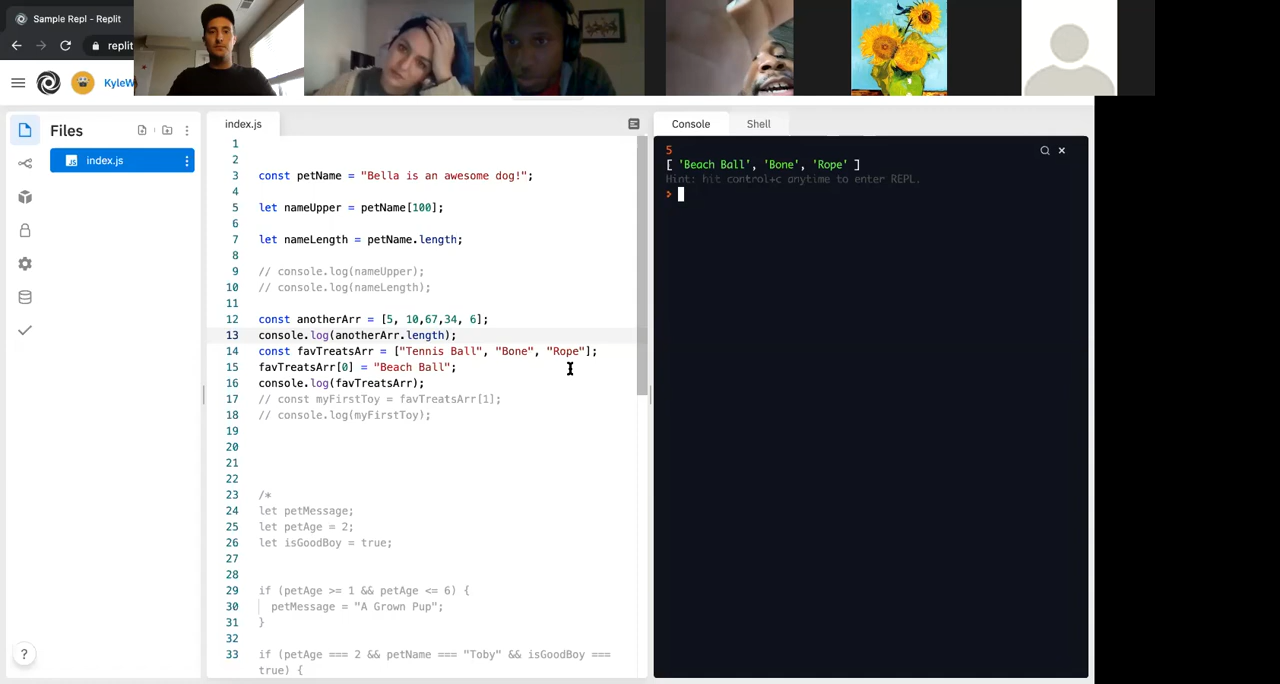 Sample Repl - Replit
replit
KyleW
Files
index.js
index.js
Console
Shell
1
2
3 const petName = "Bella is an awesome dog!";
4
5 let nameUpper = petName[100];
6
7 let nameLength = petName.length;
8
9 // console.log(nameUpper);
10 // console.log(nameLength);
11
12 const anotherArr = [5, 10,67,34, 6];
13 console.log(anotherArr.length);
14 const favTreatsArr = ["Tennis Ball", "Bone", "Rope"];
15 favTreatsArr[0] = "Beach Ball";
16 console.log(favTreatsArr);
17 // const myFirstToy = favTreatsArr[1];
18 // console.log(myFirstToy);
19
20
21
22
23 /*
24 let petMessage;
25 let petAge = 2;
26 let isGoodBoy = true;
27
28
29 if (petAge >= 1 && petAge <= 6) {
30 petMessage = "A Grown Pup";
31 }
32
33 if (petAge === 2 && petName === "Toby" && isGoodBoy ===
true) {
5
[ 'Beach Ball', 'Bone', 'Rope' ]
Hint: hit control+c anytime to enter REPL.
>
?